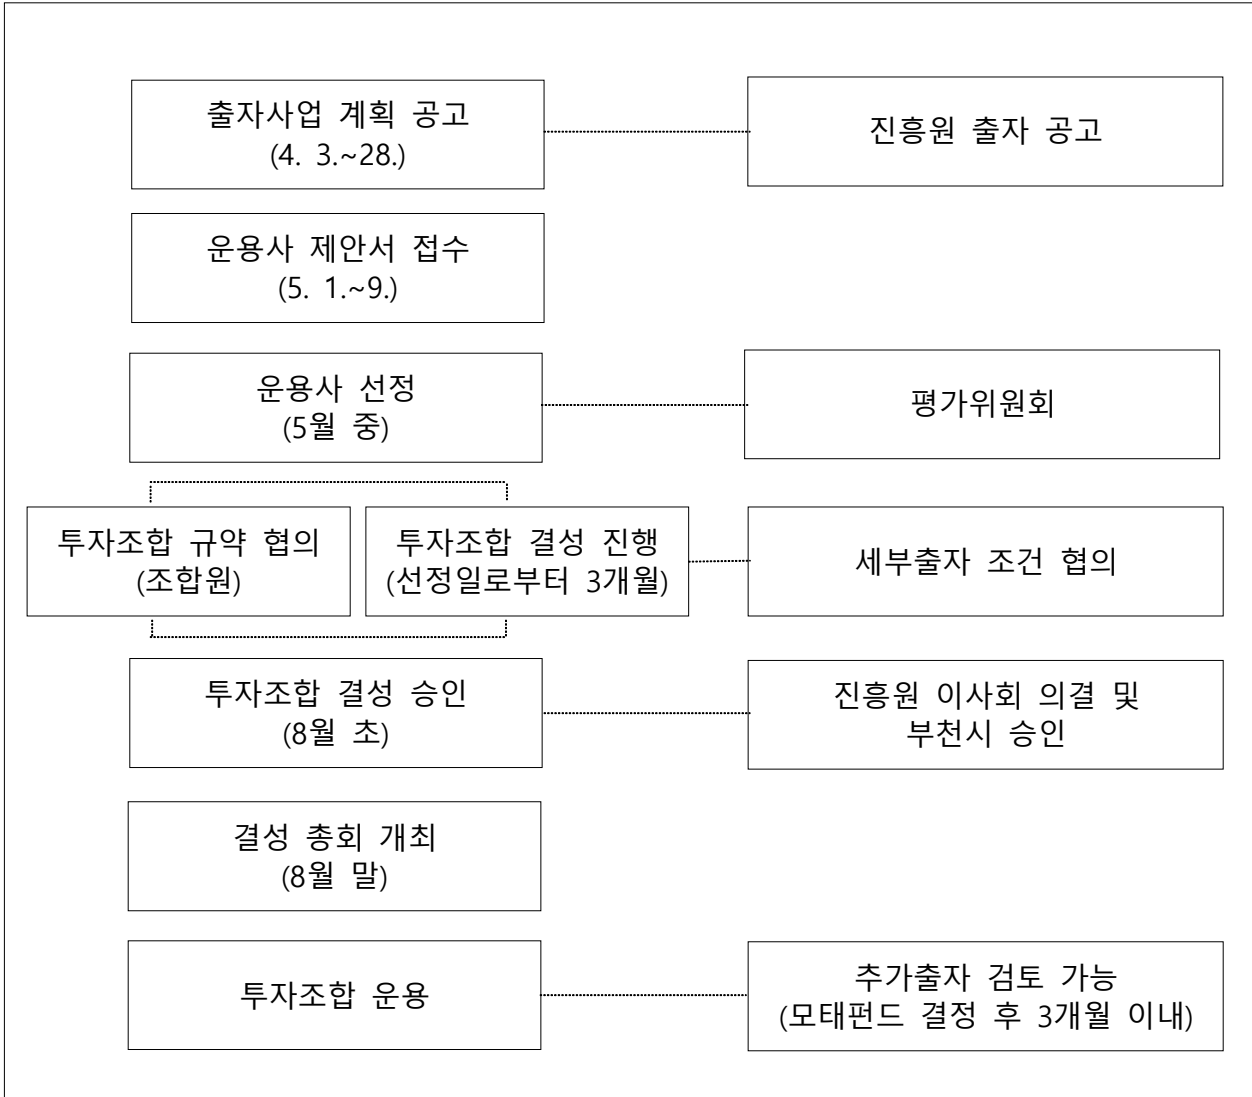 출자사업 계획 공고
(4. 3.~28.)
진흥원 출자 공고
운용사 제안서 접수
(5. 1.~9.)
운용사 선정
(5월 중)
평가위원회
투자조합 규약 협의
(조합원)
투자조합 결성 진행
(선정일로부터 3개월)
세부출자 조건 협의
투자조합 결성 승인
(8월 초)
진흥원 이사회 의결 및
부천시 승인
결성 총회 개최
(8월 말)
투자조합 운용
추가출자 검토 가능
(모태펀드 결정 후 3개월 이내)